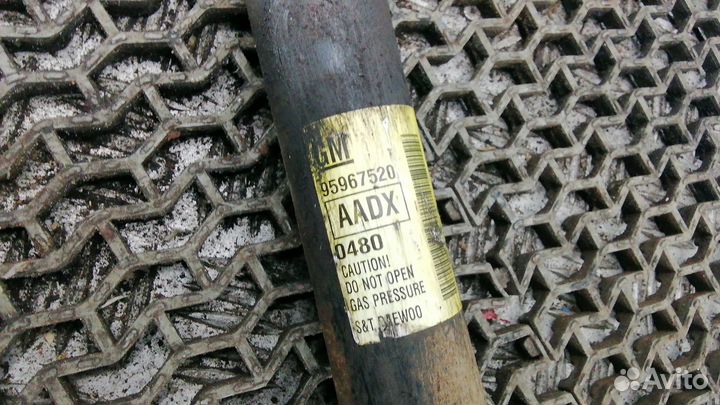 GM
95967520
AADX
0480
CAUTION!
DO NOT OPEN
GAS PRESSURE
S&T DAEWOO
Avito